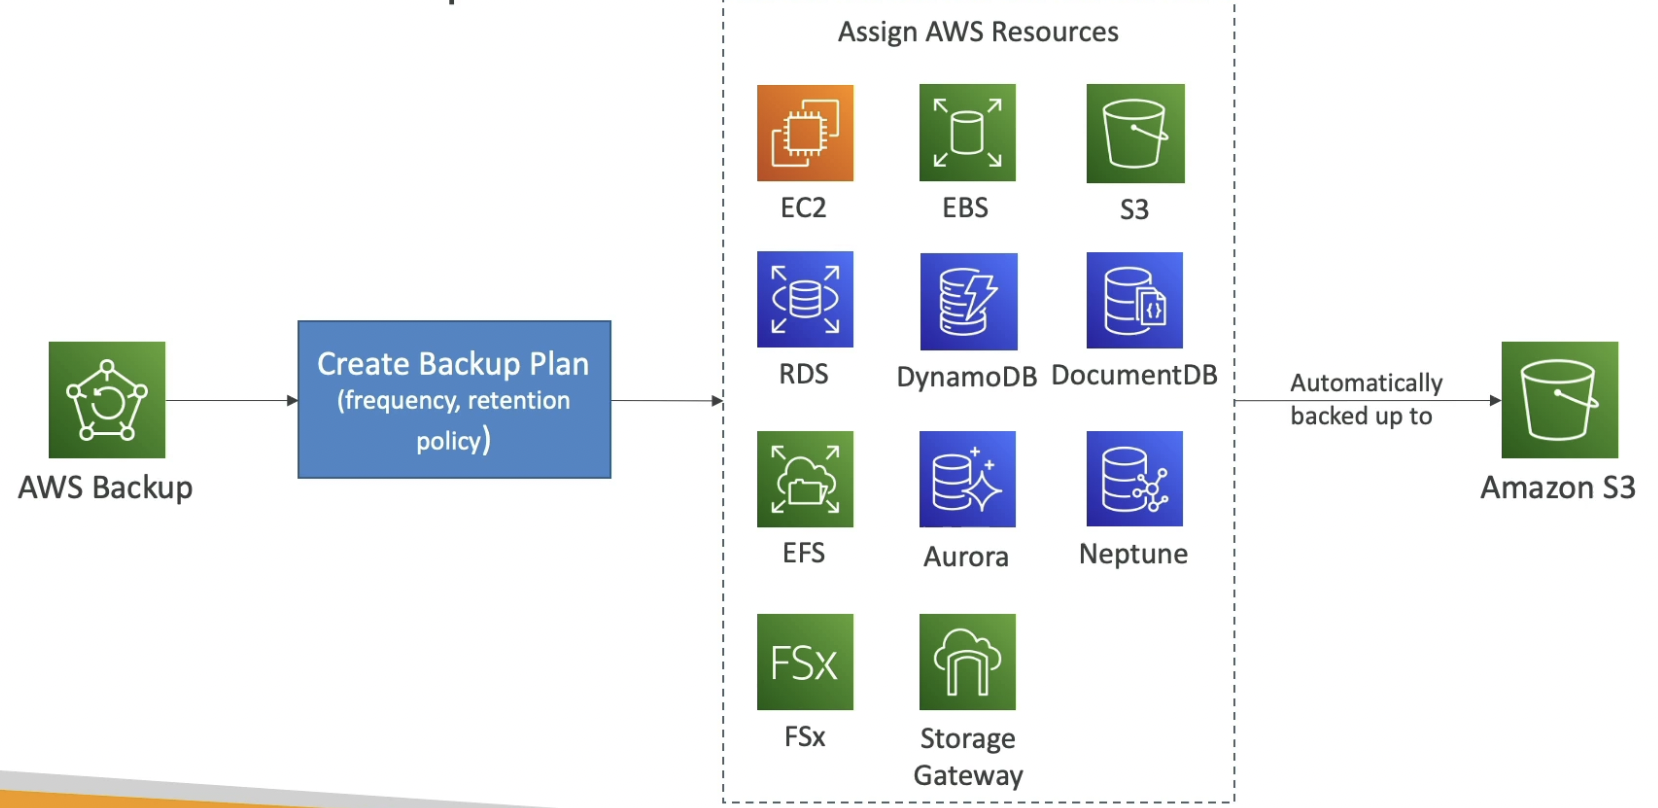 Assign AWS Resources
EC2
EBS
S3
RDS
DynamoDB
DocumentDB
AWS Backup
Create Backup Plan
(frequency, retention
policy)
EFS
Aurora
Neptune
FSx
FSx
Storage
Gateway
Automatically
backed up to
Amazon S3